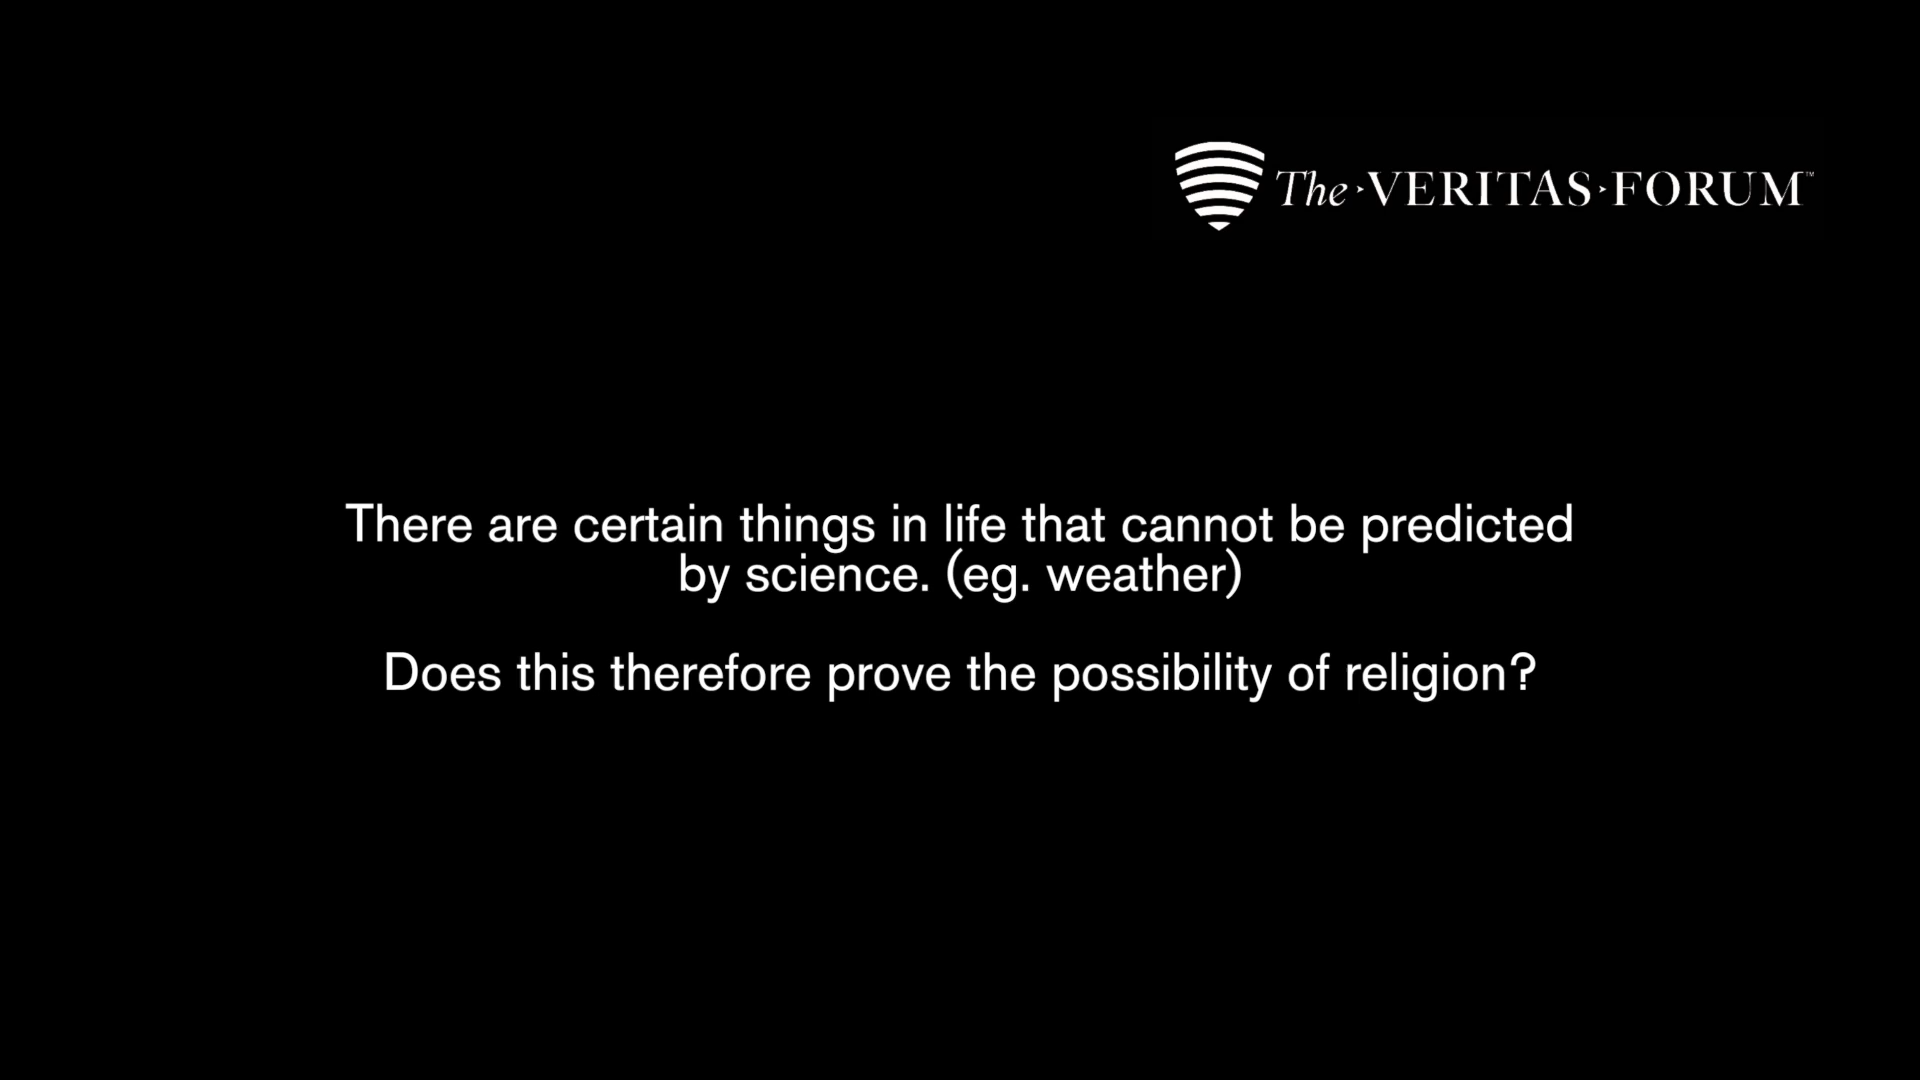 The VERITAS FORUM™
There are certain things in life that cannot be predicted
by science. (eg. weather)
Does this therefore prove the possibility of religion?